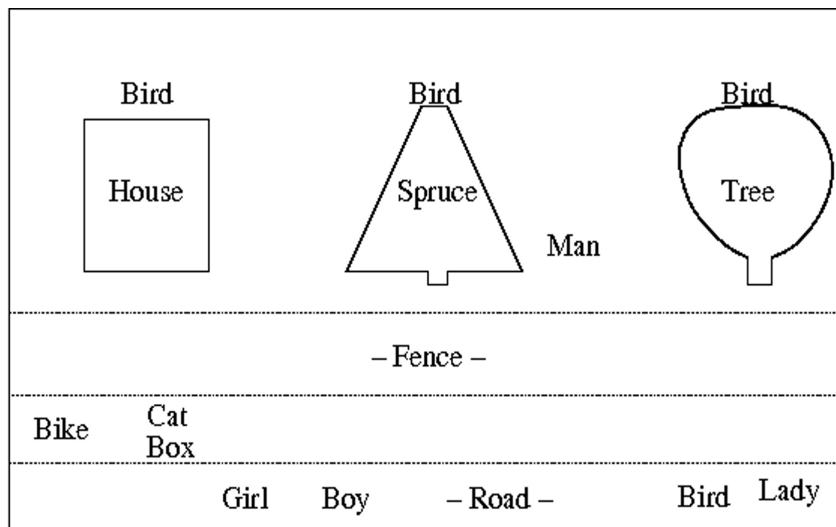 Bird Bird Bird
House Spruce Tree
Man
– Fence –
Bike Cat
Box
Girl Boy – Road – Bird Lady